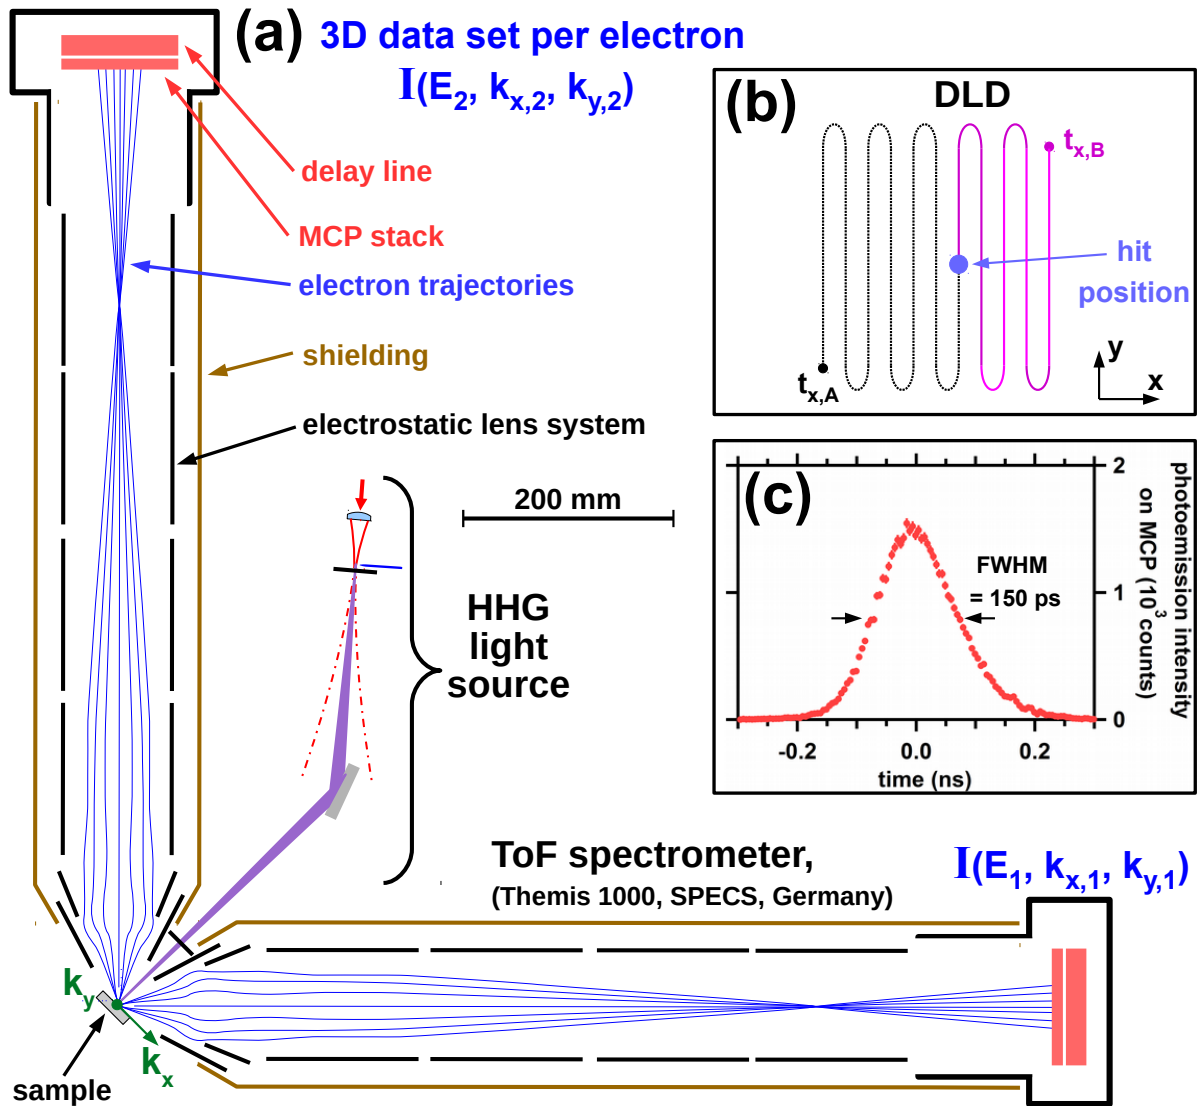 (a) 3D data set per electron
I(E2, kx,2, ky,2)
delay line
MCP stack
electron trajectories
shielding
electrostatic lens system
200 mm
HHG
light
source
ToF spectrometer,
(Themis 1000, SPECS, Germany)
I(E1, kx,1, ky,1)
ky
kx
sample
(b) DLD
tx,B
hit
position
tx,A
y
x
(c)
2
1
0
FWHM
= 150 ps
-0.2 0.0 0.2
time (ns)
photoemission intensity
on MCP (10³ counts)